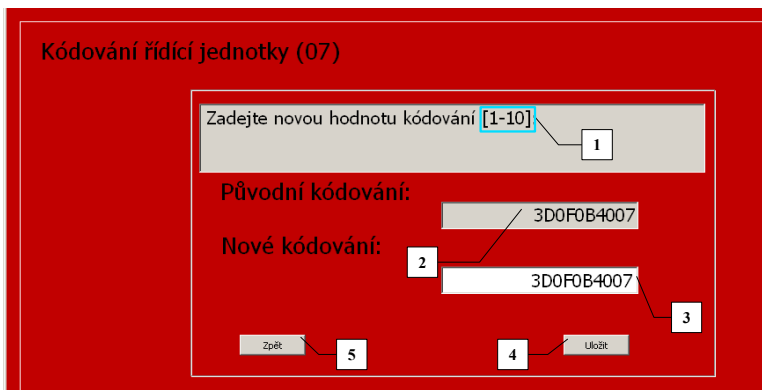 Kódování řídící jednotky (07)
Zadejte novou hodnotu kódování [1-10]:
1
Původní kódování:
3D0F0B4007
Nové kódování:
2
3D0F0B4007
3
Zpět
5
4
Uložit